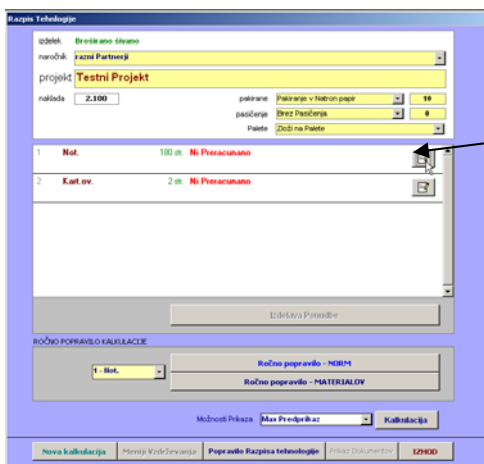 Razpis Tehnologije
izdelek Broširano šivano
naročnik razni Partnerji
projekt Testni Projekt
naklada 2.100
pakirane Pakiranje v Natron papir 10
pasičenje Brez Pasičenja 0
Palete Zloži na Palete
1 Not. 180 str. Ni Preracunano
2 Kart.ov. 2 str. Ni Preracunano
Izdelava Ponudbe
ROČNO POPRAVILO KALKULACIJE
1 - Not.
Ročno popravilo - NORM
Ročno popravilo - MATERIALOV
Možnosti Prikaza Max Predprikaz Kalkulacija
Nova kalkulacija Meniji Vzdrževanja Popravilo Razpisa tehnologije Prikaz Dokumentov IZHOD